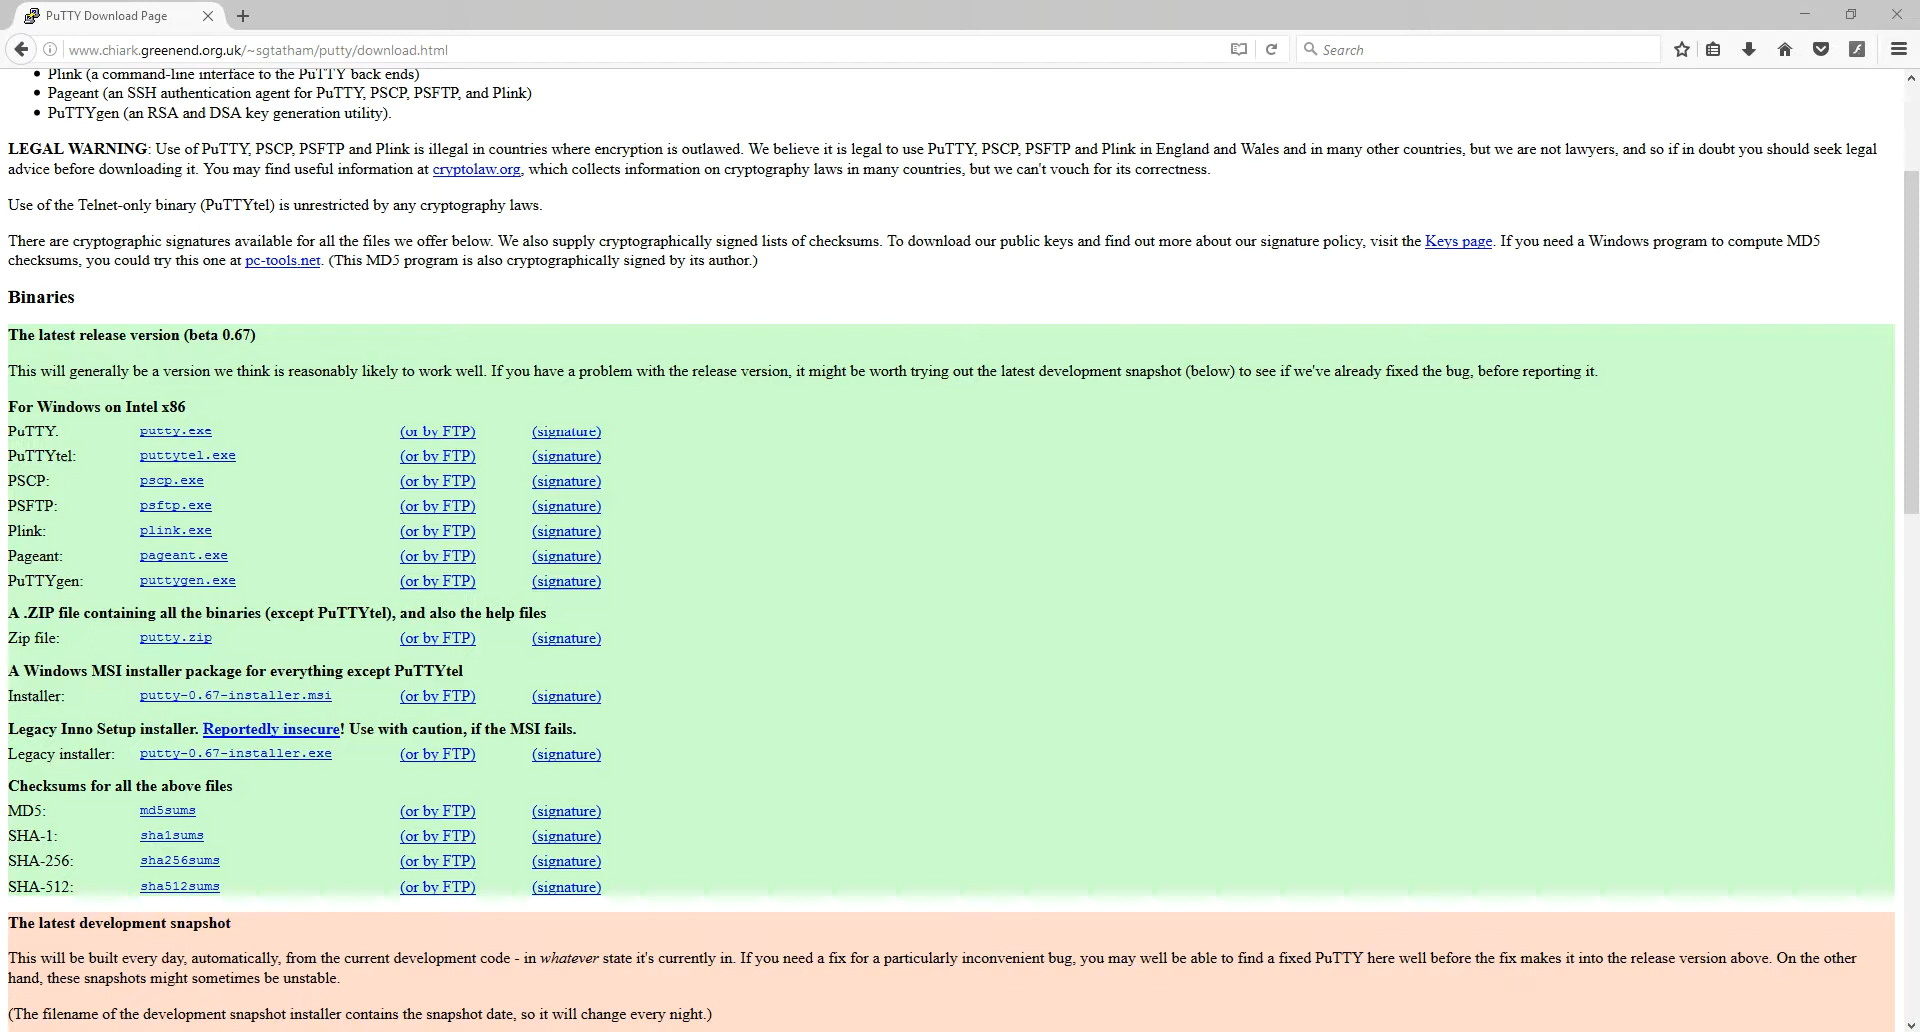 PuTTY Download Page
www.chiark.greenend.org.uk/~sgtatham/putty/download.html
Search
Plink (a command-line interface to the PuTTY back ends)
Pageant (an SSH authentication agent for PuTTY, PSCP, PSFTP, and Plink)
PuTTYgen (an RSA and DSA key generation utility).
LEGAL WARNING: Use of PuTTY, PSCP, PSFTP and Plink is illegal in countries where encryption is outlawed. We believe it is legal to use PuTTY, PSCP, PSFTP and Plink in England and Wales and in many other countries, but we are not lawyers, and so if in doubt you should seek legal
advice before downloading it. You may find useful information at cryptolaw.org, which collects information on cryptography laws in many countries, but we can't vouch for its correctness.
Use of the Telnet-only binary (PuTTYtel) is unrestricted by any cryptography laws.
There are cryptographic signatures available for all the files we offer below. We also supply cryptographically signed lists of checksums. To download our public keys and find out more about our signature policy, visit the Keys page. If you need a Windows program to compute MD5
checksums, you could try this one at pc-tools.net. (This MD5 program is also cryptographically signed by its author.)
Binaries
The latest release version (beta 0.67)
This will generally be a version we think is reasonably likely to work well. If you have a problem with the release version, it might be worth trying out the latest development snapshot (below) to see if we've already fixed the bug, before reporting it.
For Windows on Intel x86
PuTTY: putty.exe (or by FTP) (signature)
PuTTYtel: puttytel.exe (or by FTP) (signature)
PSCP: pscp.exe (or by FTP) (signature)
PSFTP: psftp.exe (or by FTP) (signature)
Plink: plink.exe (or by FTP) (signature)
Pageant: pageant.exe (or by FTP) (signature)
PuTTYgen: puttygen.exe (or by FTP) (signature)
A .ZIP file containing all the binaries (except PuTTYtel), and also the help files
Zip file: putty.zip (or by FTP) (signature)
A Windows MSI installer package for everything except PuTTYtel
Installer: putty-0.67-installer.msi (or by FTP) (signature)
Legacy Inno Setup installer. Reportedly insecure! Use with caution, if the MSI fails.
Legacy installer: putty-0.67-installer.exe (or by FTP) (signature)
Checksums for all the above files
MD5: md5sums (or by FTP) (signature)
SHA-1: sha1sums (or by FTP) (signature)
SHA-256: sha256sums (or by FTP) (signature)
SHA-512: sha512sums (or by FTP) (signature)
The latest development snapshot
This will be built every day, automatically, from the current development code - in whatever state it's currently in. If you need a fix for a particularly inconvenient bug, you may well be able to find a fixed PuTTY here well before the fix makes it into the release version above. On the other
hand, these snapshots might sometimes be unstable.
(The filename of the development snapshot installer contains the snapshot date, so it will change every night.)